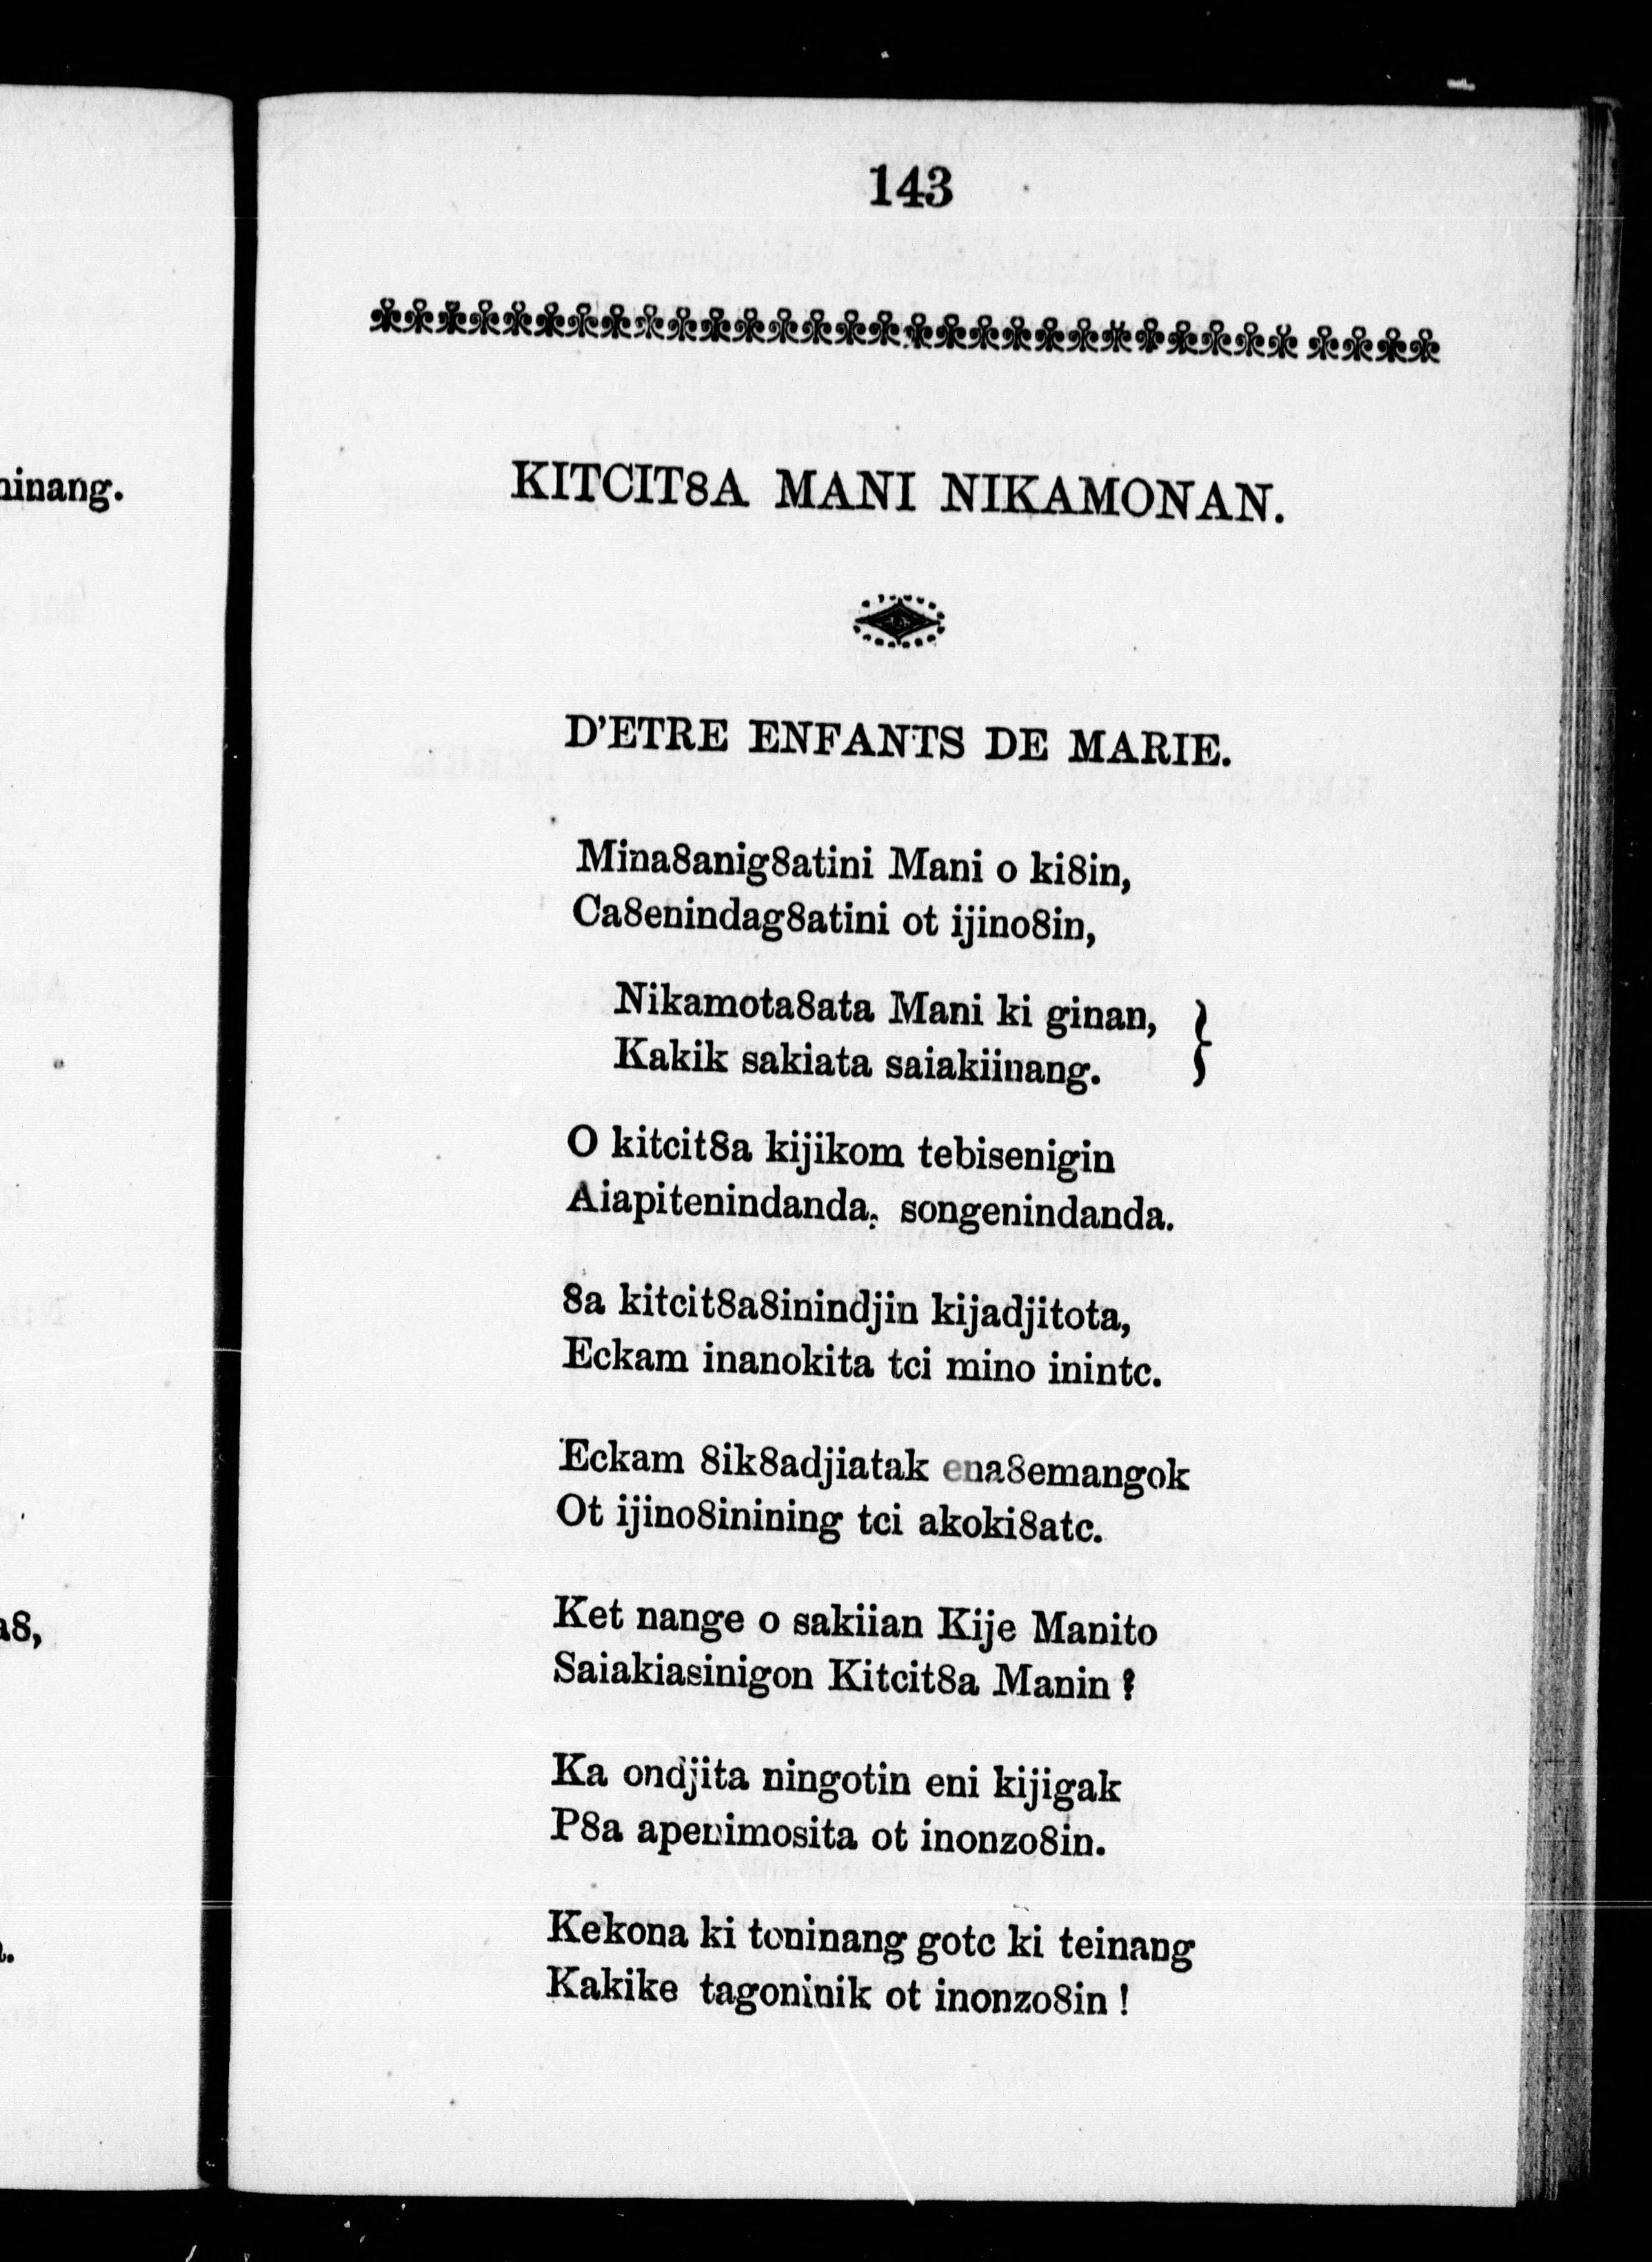 143
KITCIT8A MANI NIKAMONAN.
D'ETRE ENFANTS DE MARIE.
Mina8anig8atini Mani o ki8in,
Ca8enindag8atini ot ijino8in,
Nikamota8ata Mani ki ginan,
Kakik sakiata saiakiinang.
O kitcit8a kijikom tebisenigin
Aiapitenindanda, songenindanda.
8a kitcit8a8inindjin kijadjitota,
Eckam inanokita tci mino inintc.
Eckam 8ik8adjiatak ena8emangok
Ot ijino8inining tci akoki8atc.
Ket nange o sakiian Kije Manito
Saiakiasinigon Kitcit8a Manin ?
Ka ondjita ningotin eni kijigak
P8a apenimosita ot inonzo8in.
Kekona ki toninang gotc ki teinang
Kakike tagoninik ot inonzo8in !